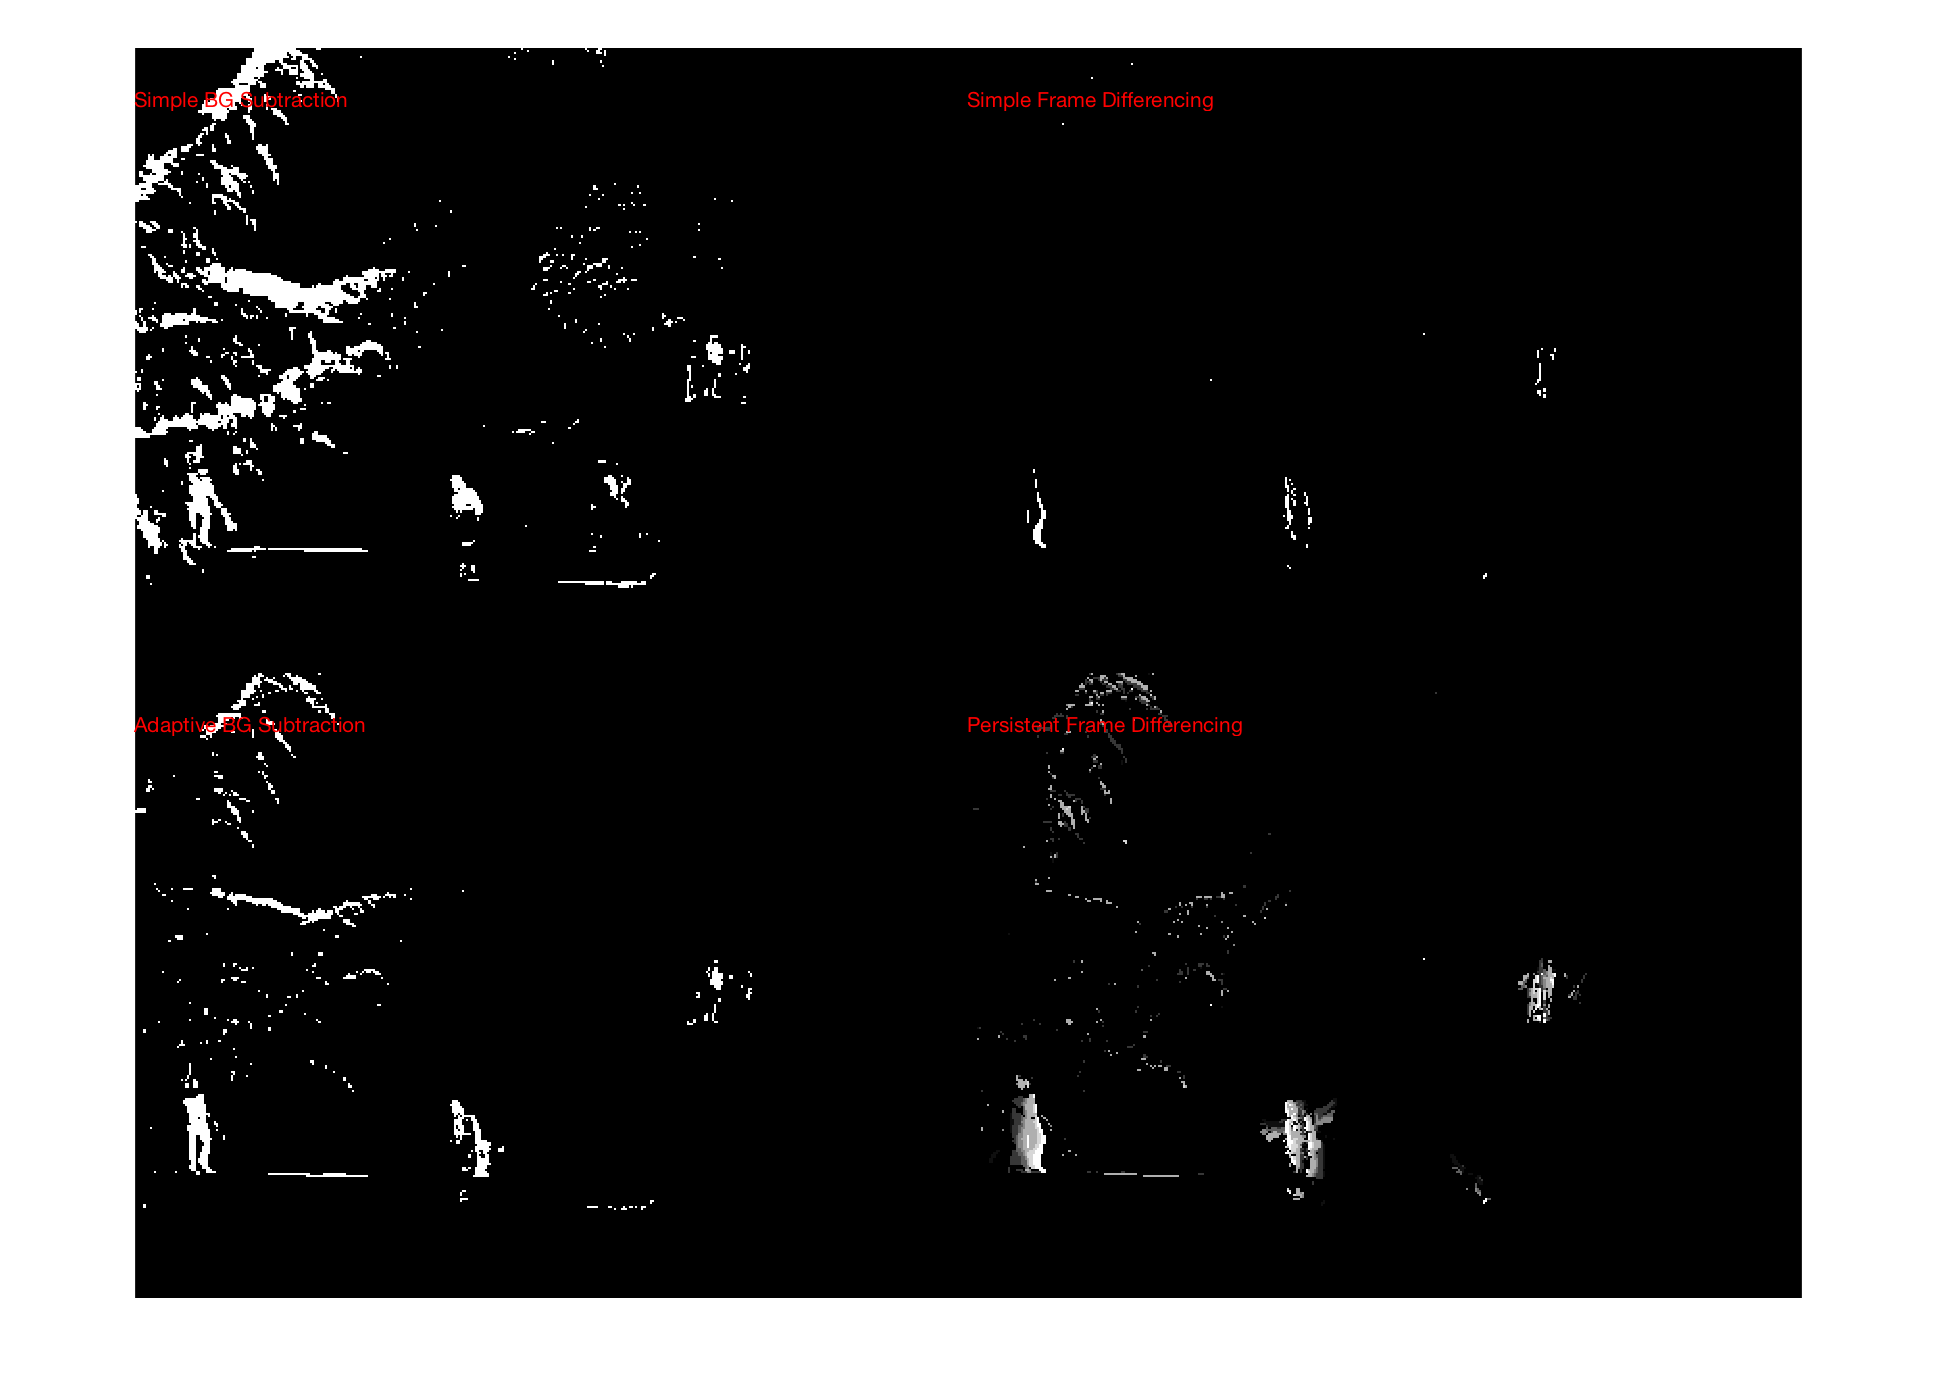 Simple BG Subtraction
Simple Frame Differencing
Adaptive BG Subtraction
Persistent Frame Differencing